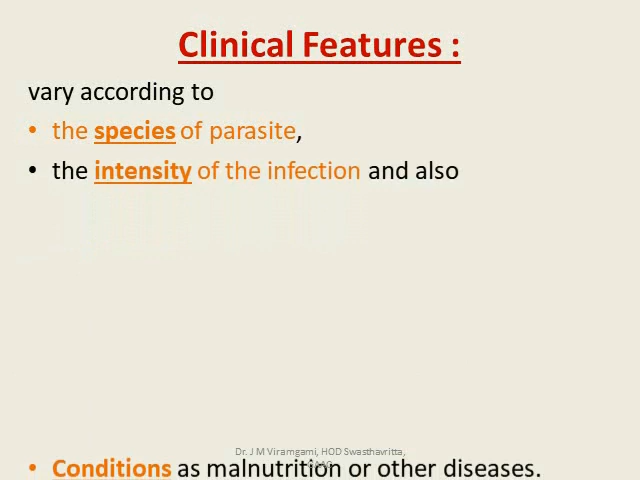 Clinical Features :
vary according to
• the species of parasite,
• the intensity of the infection and also
Dr. J M Viramgami, HOD Swasthavritta,
• Conditions as malnutrition or other diseases.